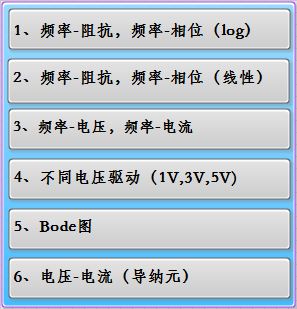 1、频率-阻抗，频率-相位（log）
2、频率-阻抗，频率-相位（线性）
3、频率-电压，频率-电流
4、不同电压驱动（1V,3V,5V)
5、Bode图
6、电压-电流（导纳元）